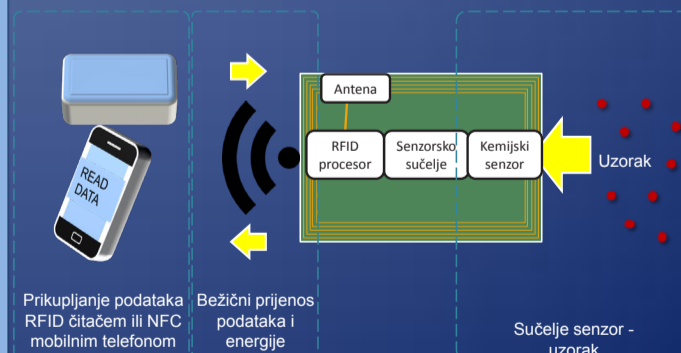 Antena
RFID
procesor
Senzorsko
sučelje
Kemijski
senzor
Uzorak
READ
DATA
Prikupljanje podataka
RFID čitačem ili NFC
mobilnim telefonom
Bežični prijenos
podataka i
energije
Sučelje senzor -
uzorak